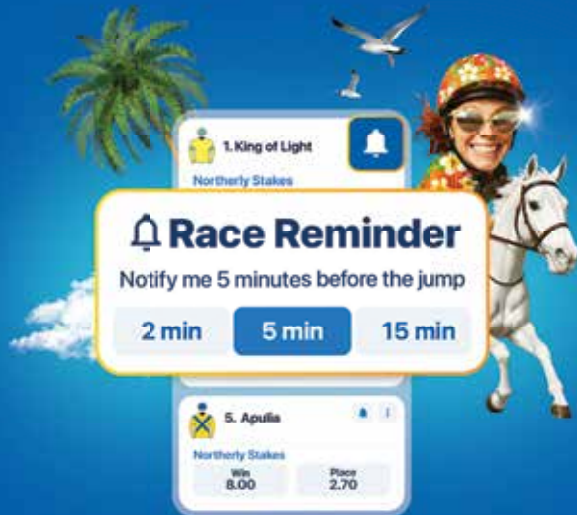 1. King of Light
Northerly Stakes
Race Reminder
Notify me 5 minutes before the jump
2 min 5 min 15 min
5. Apulia
Northerly Stakes
Win Place
8.00 2.70